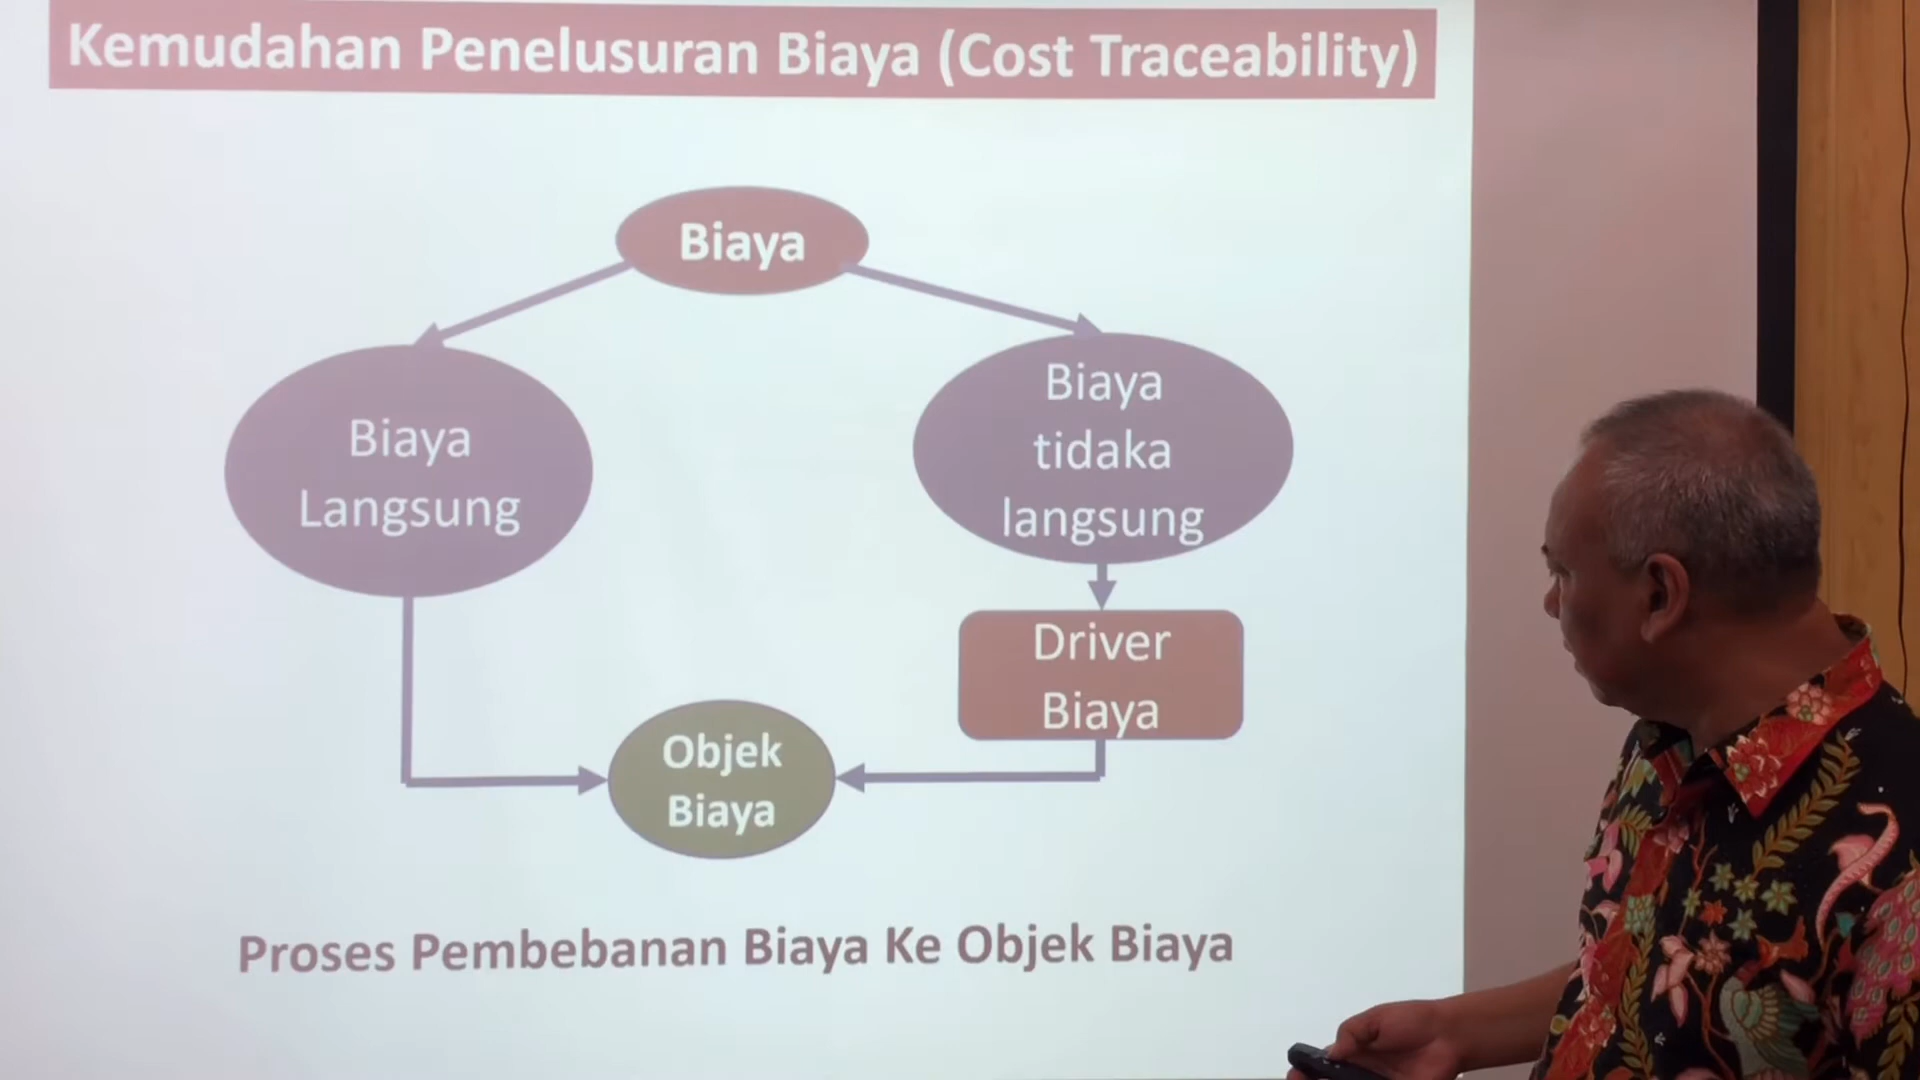 Kemudahan Penelusuran Biaya (Cost Traceability)
Biaya
Biaya
Langsung
Biaya
tidaka
langsung
Driver
Biaya
Objek
Biaya
Proses Pembebanan Biaya Ke Objek Biaya